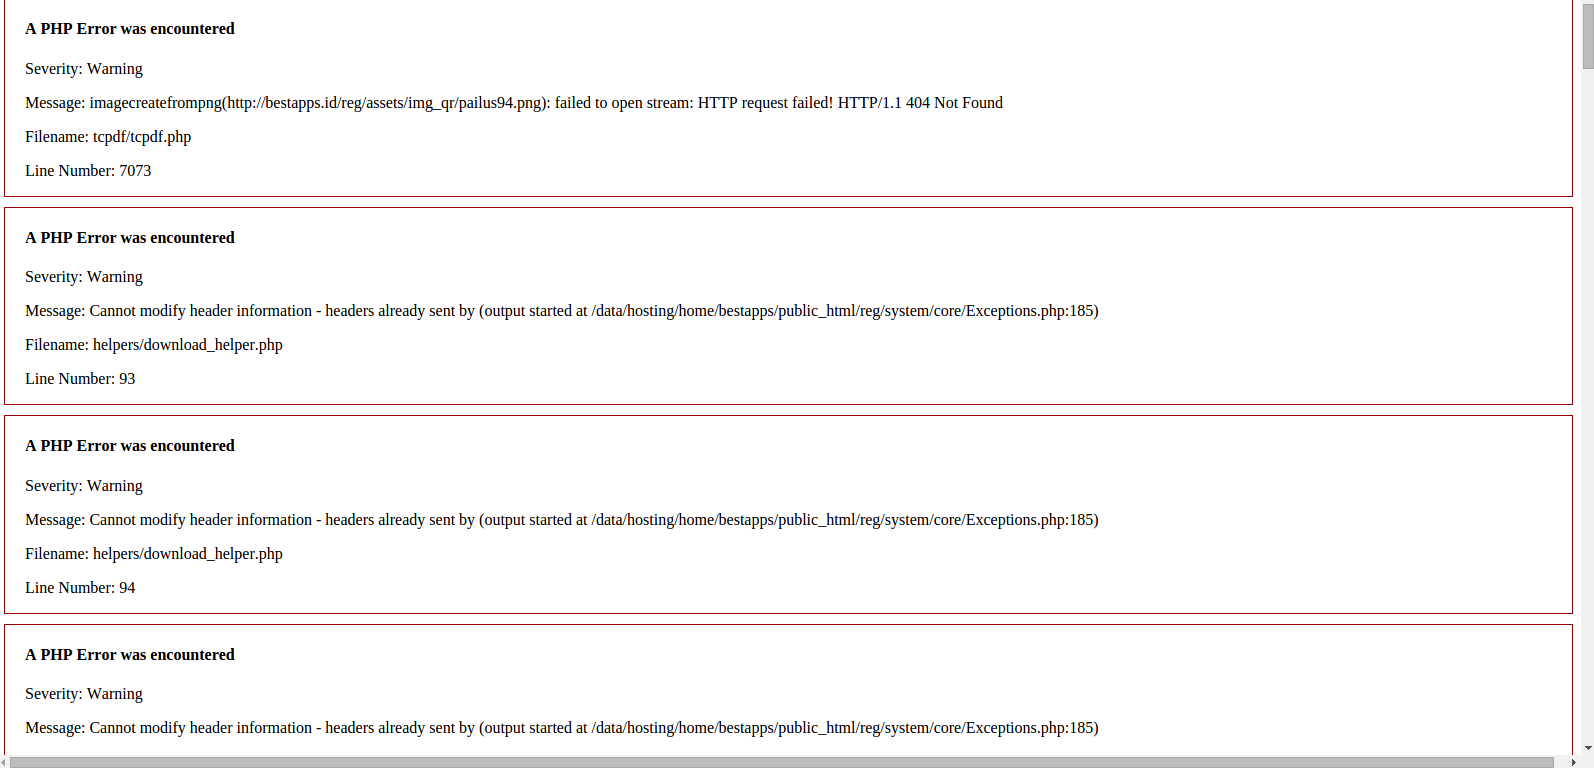 A PHP Error was encountered
Severity: Warning
Message: imagecreatefrompng(http://bestapps.id/reg/assets/img_qr/pailus94.png): failed to open stream: HTTP request failed! HTTP/1.1 404 Not Found
Filename: tcpdf/tcpdf.php
Line Number: 7073
A PHP Error was encountered
Severity: Warning
Message: Cannot modify header information - headers already sent by (output started at /data/hosting/home/bestapps/public_html/reg/system/core/Exceptions.php:185)
Filename: helpers/download_helper.php
Line Number: 93
A PHP Error was encountered
Severity: Warning
Message: Cannot modify header information - headers already sent by (output started at /data/hosting/home/bestapps/public_html/reg/system/core/Exceptions.php:185)
Filename: helpers/download_helper.php
Line Number: 94
A PHP Error was encountered
Severity: Warning
Message: Cannot modify header information - headers already sent by (output started at /data/hosting/home/bestapps/public_html/reg/system/core/Exceptions.php:185)